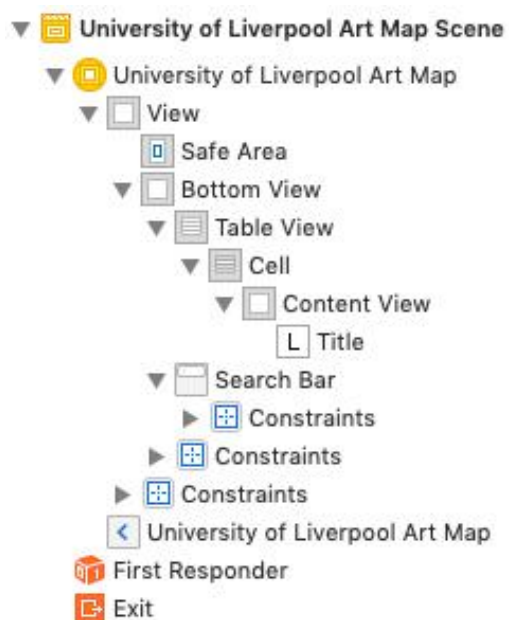 University of Liverpool Art Map Scene
University of Liverpool Art Map
View
Safe Area
Bottom View
Table View
Cell
Content View
L Title
Search Bar
Constraints
Constraints
Constraints
University of Liverpool Art Map
First Responder
Exit